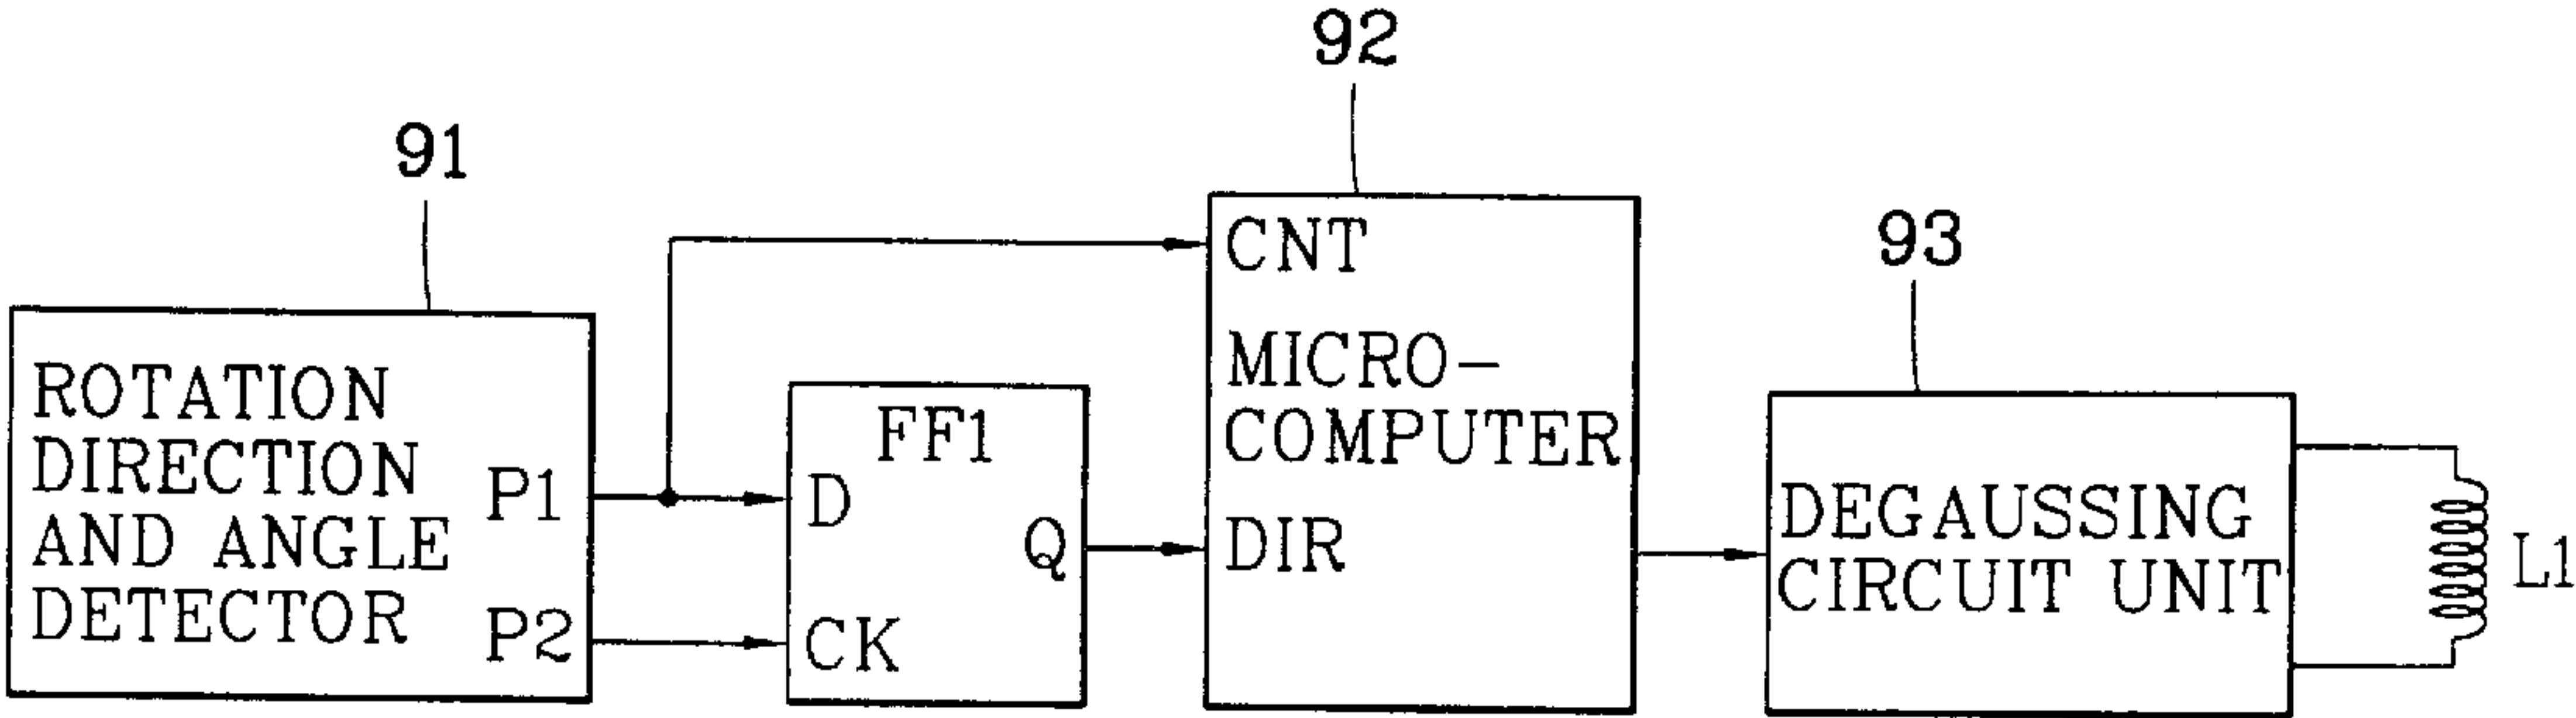 91
92
93
ROTATION
DIRECTION
AND ANGLE
DETECTOR
P1
P2
FF1
D
Q
CK
CNT
MICRO-
COMPUTER
DIR
DEGAUSSING
CIRCUIT UNIT
L1